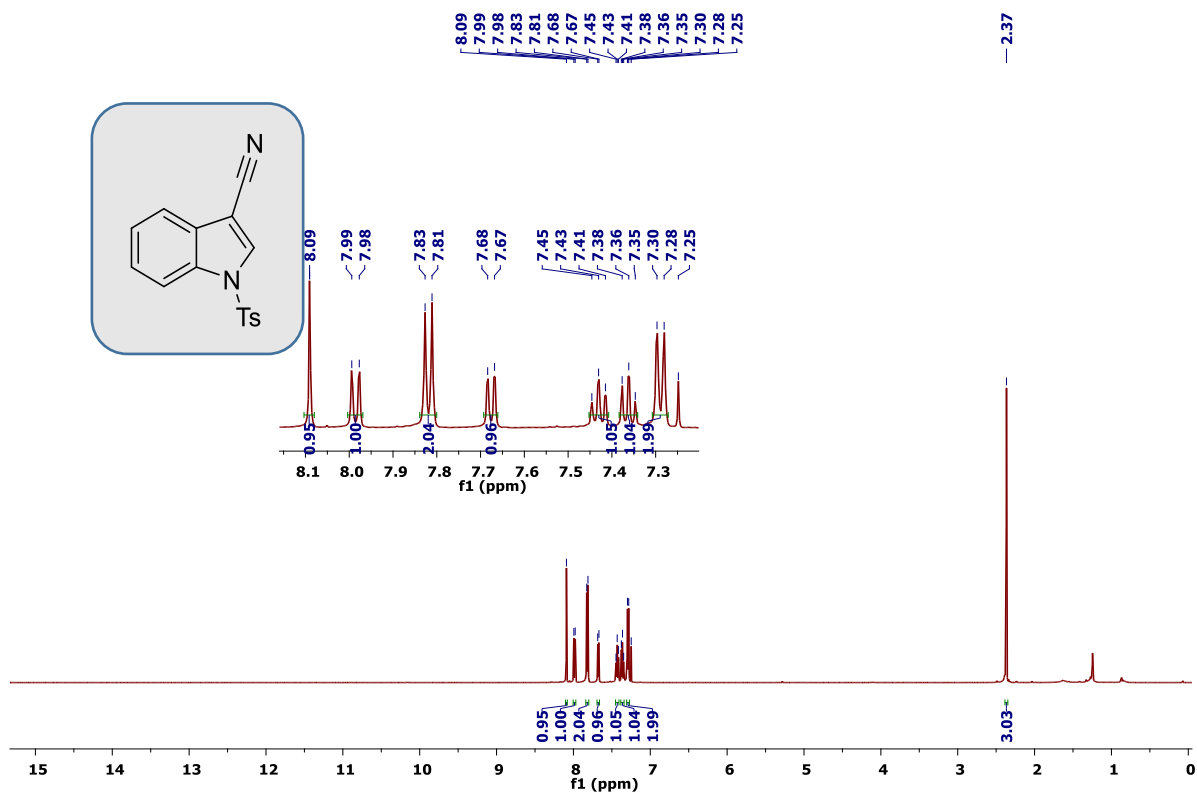 8.09 7.99 7.98 7.83 7.81 7.68 7.67 7.45 7.43 7.41 7.38 7.36 7.35 7.30 7.28 7.25 2.37
N
N
Ts
8.09 7.99 7.98 7.83 7.81 7.68 7.67 7.45 7.43 7.41 7.38 7.36 7.35 7.30 7.28 7.25
0.95 1.00 2.04 0.96 1.05 1.04 1.99
8.1 8.0 7.9 7.8 7.7 7.6 7.5 7.4 7.3
f1 (ppm)
0.95 1.00 2.04 0.96 1.05 1.04 1.99 3.03
15 14 13 12 11 10 9 8 7 6 5 4 3 2 1 0
f1 (ppm)